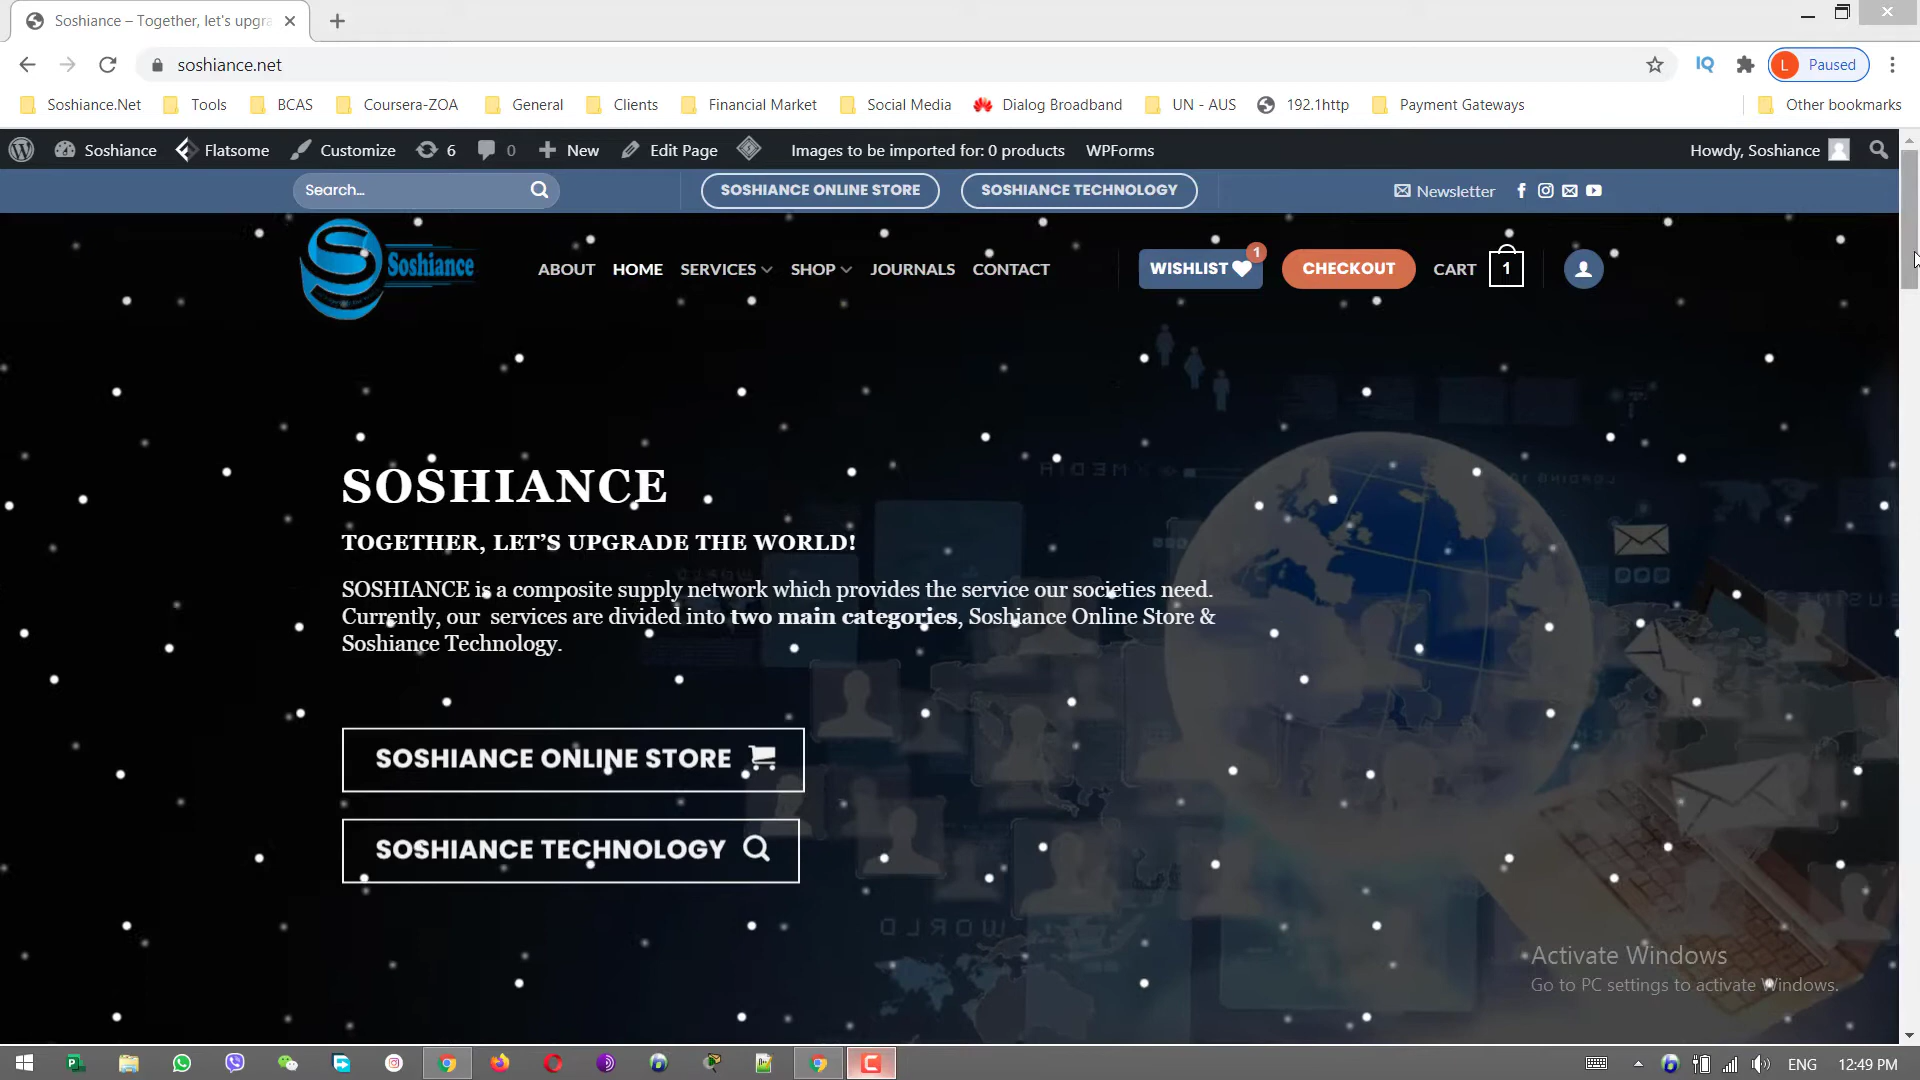 Soshiance – Together, let's upgra
soshiance.net
IQ
L Paused
Soshiance.Net Tools BCAS Coursera-ZOA General Clients Financial Market Social Media Dialog Broadband UN - AUS 192.1http Payment Gateways Other bookmarks
Soshiance Flatsome Customize 6 0 New Edit Page Images to be imported for: 0 products WPForms Howdy, Soshiance
Search... SOSHIANCE ONLINE STORE SOSHIANCE TECHNOLOGY Newsletter
Soshiance
ABOUT HOME SERVICES SHOP JOURNALS CONTACT WISHLIST 1 CHECKOUT CART 1
SOSHIANCE
TOGETHER, LET'S UPGRADE THE WORLD!
SOSHIANCE is a composite supply network which provides the service our societies need.
Currently, our services are divided into two main categories, Soshiance Online Store &
Soshiance Technology.
SOSHIANCE ONLINE STORE
SOSHIANCE TECHNOLOGY
Activate Windows
Go to PC settings to activate Windows.
ENG 12:49 PM